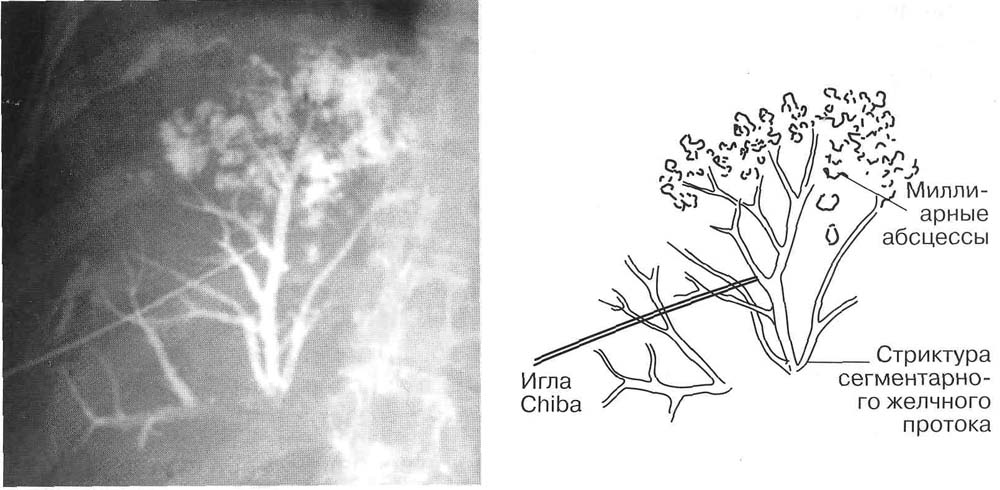 Милли-
арные
абсцессы
Стриктура
сегментарно-
го желчного
протока
Игла
Chiba